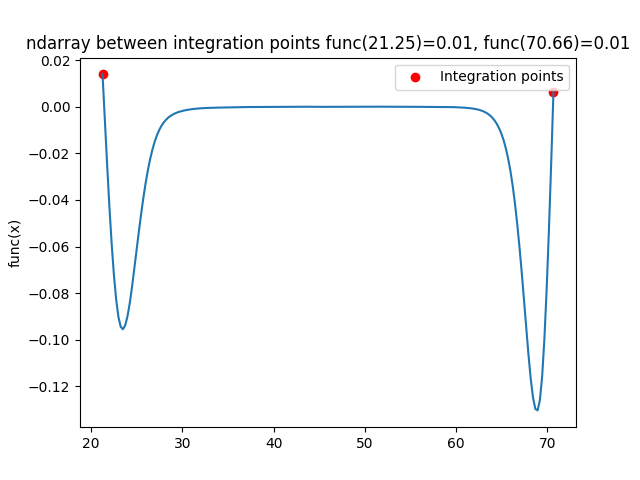 ndarray between integration points func(21.25)=0.01, func(70.66)=0.01
Integration points
func(x)
0.02
0.00
−0.02
−0.04
−0.06
−0.08
−0.10
−0.12
20 30 40 50 60 70